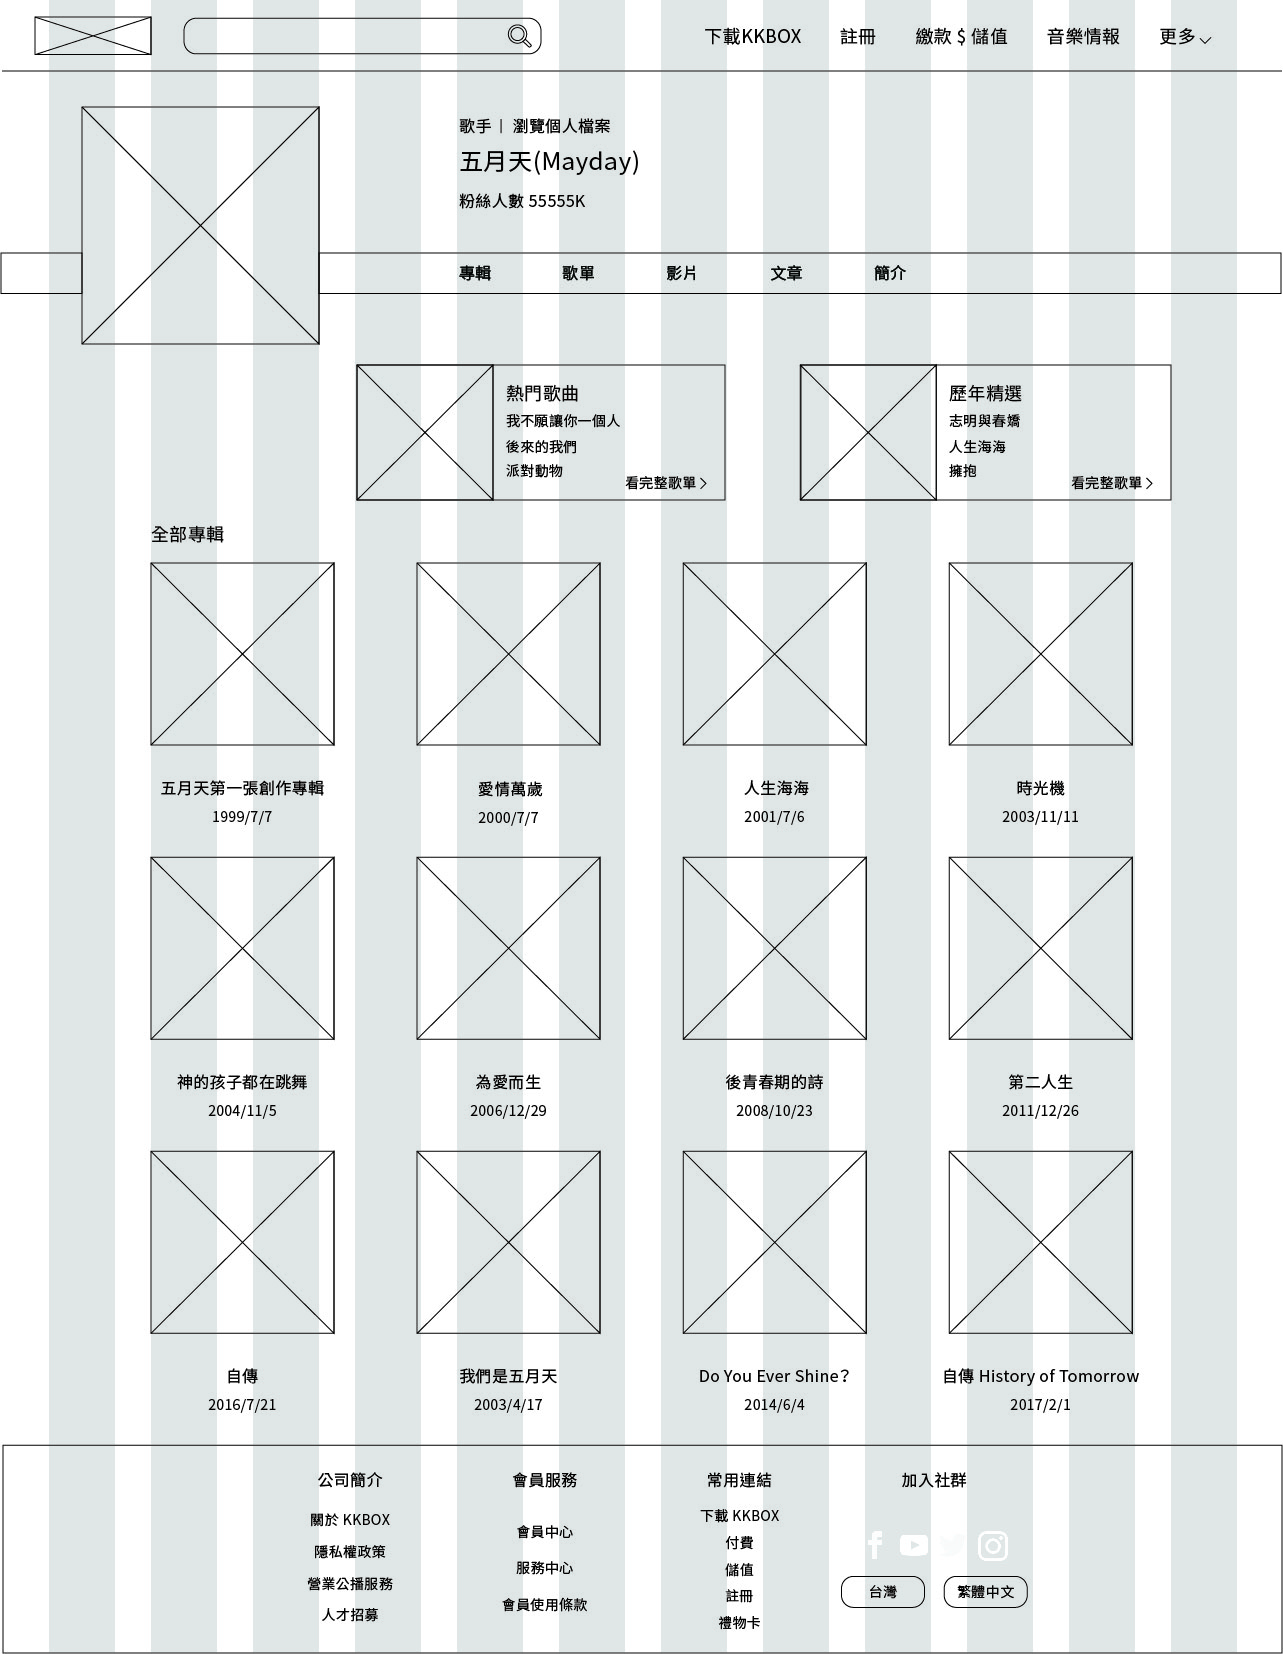 下載KKBOX 註冊 繳款 $ 儲值 音樂情報 更多
歌手｜ 瀏覽個人檔案
五月天(Mayday)
粉絲人數 55555K
專輯 歌單 影片 文章 簡介
熱門歌曲
我不願讓你一個人
後來的我們
派對動物
看完整歌單
歷年精選
志明與春嬌
人生海海
擁抱
看完整歌單
全部專輯
五月天第一張創作專輯
1999/7/7
愛情萬歲
2000/7/7
人生海海
2001/7/6
時光機
2003/11/11
神的孩子都在跳舞
2004/11/5
為愛而生
2006/12/29
後青春期的詩
2008/10/23
第二人生
2011/12/26
自傳
2016/7/21
我們是五月天
2003/4/17
Do You Ever Shine？
2014/6/4
自傳 History of Tomorrow
2017/2/1
公司簡介
關於 KKBOX
隱私權政策
營業公播服務
人才招募
會員服務
會員中心
服務中心
會員使用條款
常用連結
下載 KKBOX
付費
儲值
註冊
禮物卡
加入社群
台灣
繁體中文